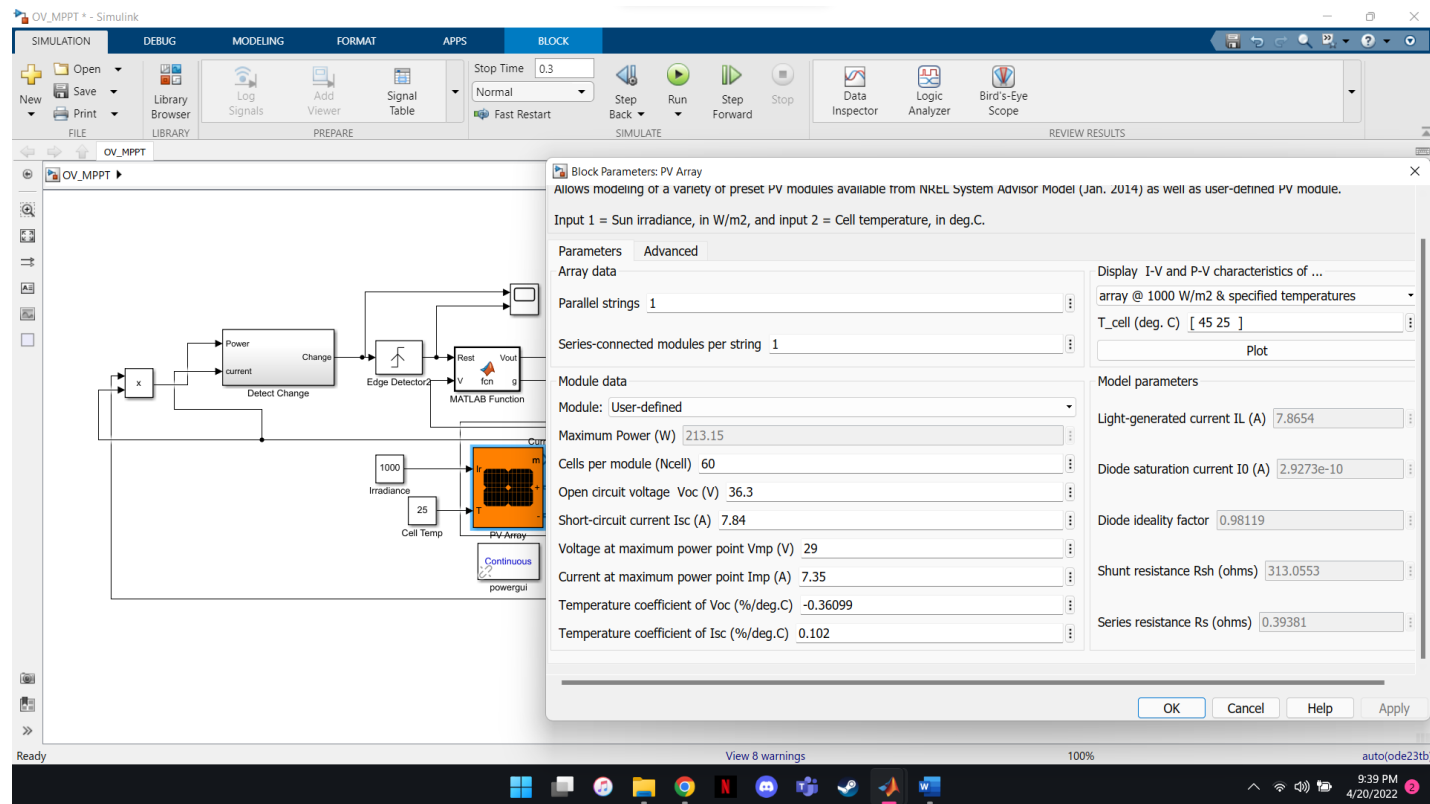 OV_MPPT * - Simulink
SIMULATION DEBUG MODELING FORMAT APPS BLOCK
New
Open
Save
Print
FILE
Library Browser
LIBRARY
Log Signals
Add Viewer
Signal Table
PREPARE
Stop Time 0.3
Normal
Fast Restart
Step Back
Run
Step Forward
Stop
SIMULATE
Data Inspector
Logic Analyzer
Bird's-Eye Scope
REVIEW RESULTS
OV_MPPT
OV_MPPT
Power
Change
current
Detect Change
x
Edge Detector2
Rest Vout
V fcn g
MATLAB Function
Curr
1000
Irradiance
25
Cell Temp
Ir
T
m
+
-
PV Array
Continuous
powergui
Block Parameters: PV Array
Allows modeling of a variety of preset PV modules available from NREL System Advisor Model (Jan. 2014) as well as user-defined PV module.
Input 1 = Sun irradiance, in W/m2, and input 2 = Cell temperature, in deg.C.
Parameters Advanced
Array data
Parallel strings 1
Series-connected modules per string 1
Display I-V and P-V characteristics of ...
array @ 1000 W/m2 & specified temperatures
T_cell (deg. C) [ 45 25 ]
Plot
Module data
Module: User-defined
Maximum Power (W) 213.15
Cells per module (Ncell) 60
Open circuit voltage Voc (V) 36.3
Short-circuit current Isc (A) 7.84
Voltage at maximum power point Vmp (V) 29
Current at maximum power point Imp (A) 7.35
Temperature coefficient of Voc (%/deg.C) -0.36099
Temperature coefficient of Isc (%/deg.C) 0.102
Model parameters
Light-generated current IL (A) 7.8654
Diode saturation current I0 (A) 2.9273e-10
Diode ideality factor 0.98119
Shunt resistance Rsh (ohms) 313.0553
Series resistance Rs (ohms) 0.39381
OK Cancel Help Apply
Ready View 8 warnings 100% auto(ode23tb)
9:39 PM
4/20/2022
2